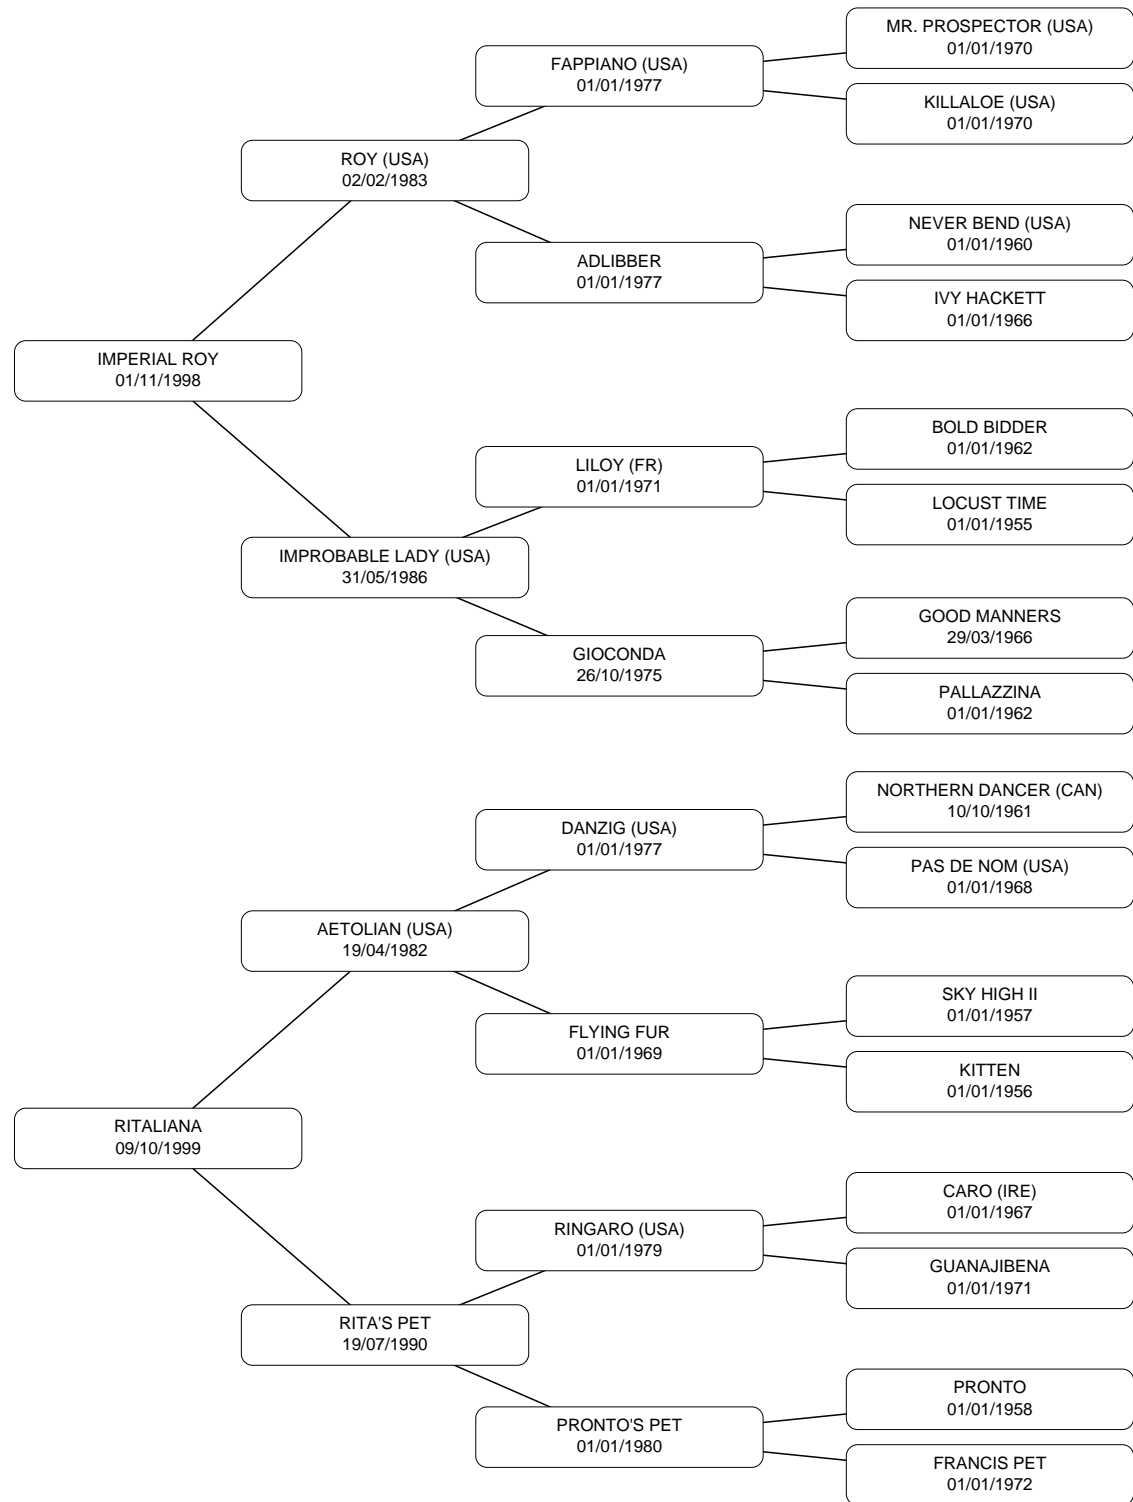 MR. PROSPECTOR (USA)
01/01/1970
FAPPIANO (USA)
01/01/1977
KILLALOE (USA)
01/01/1970
ROY (USA)
02/02/1983
NEVER BEND (USA)
01/01/1960
ADLIBBER
01/01/1977
IVY HACKETT
01/01/1966
IMPERIAL ROY
01/11/1998
BOLD BIDDER
01/01/1962
LILOY (FR)
01/01/1971
LOCUST TIME
01/01/1955
IMPROBABLE LADY (USA)
31/05/1986
GOOD MANNERS
29/03/1966
GIOCONDA
26/10/1975
PALLAZZINA
01/01/1962
NORTHERN DANCER (CAN)
10/10/1961
DANZIG (USA)
01/01/1977
PAS DE NOM (USA)
01/01/1968
AETOLIAN (USA)
19/04/1982
SKY HIGH II
01/01/1957
FLYING FUR
01/01/1969
KITTEN
01/01/1956
RITALIANA
09/10/1999
CARO (IRE)
01/01/1967
RINGARO (USA)
01/01/1979
GUANAJIBENA
01/01/1971
RITA'S PET
19/07/1990
PRONTO
01/01/1958
PRONTO'S PET
01/01/1980
FRANCIS PET
01/01/1972